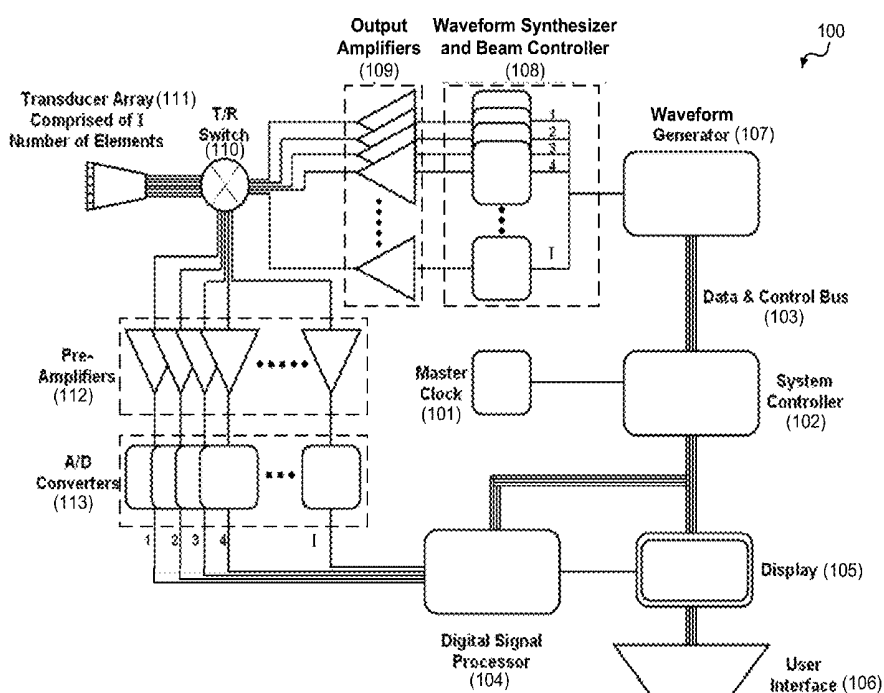 Output
Amplifiers
(109)
Waveform Synthesizer
and Beam Controller
(108)
100
Transducer Array (111)
Comprised of I
Number of Elements
T/R
Switch
(110)
1
2
3
4
I
Waveform
Generator (107)
Data & Control Bus
(103)
Pre-
Amplifiers
(112)
Master
Clock
(101)
System
Controller
(102)
A/D
Converters
(113)
1
2
3
4
I
Display (105)
Digital Signal
Processor
(104)
User
Interface (106)